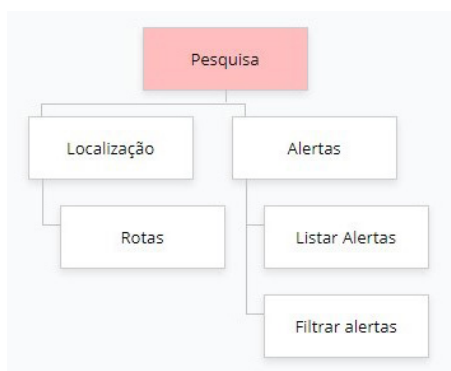 Pesquisa
Localização
Alertas
Rotas
Listar Alertas
Filtrar alertas